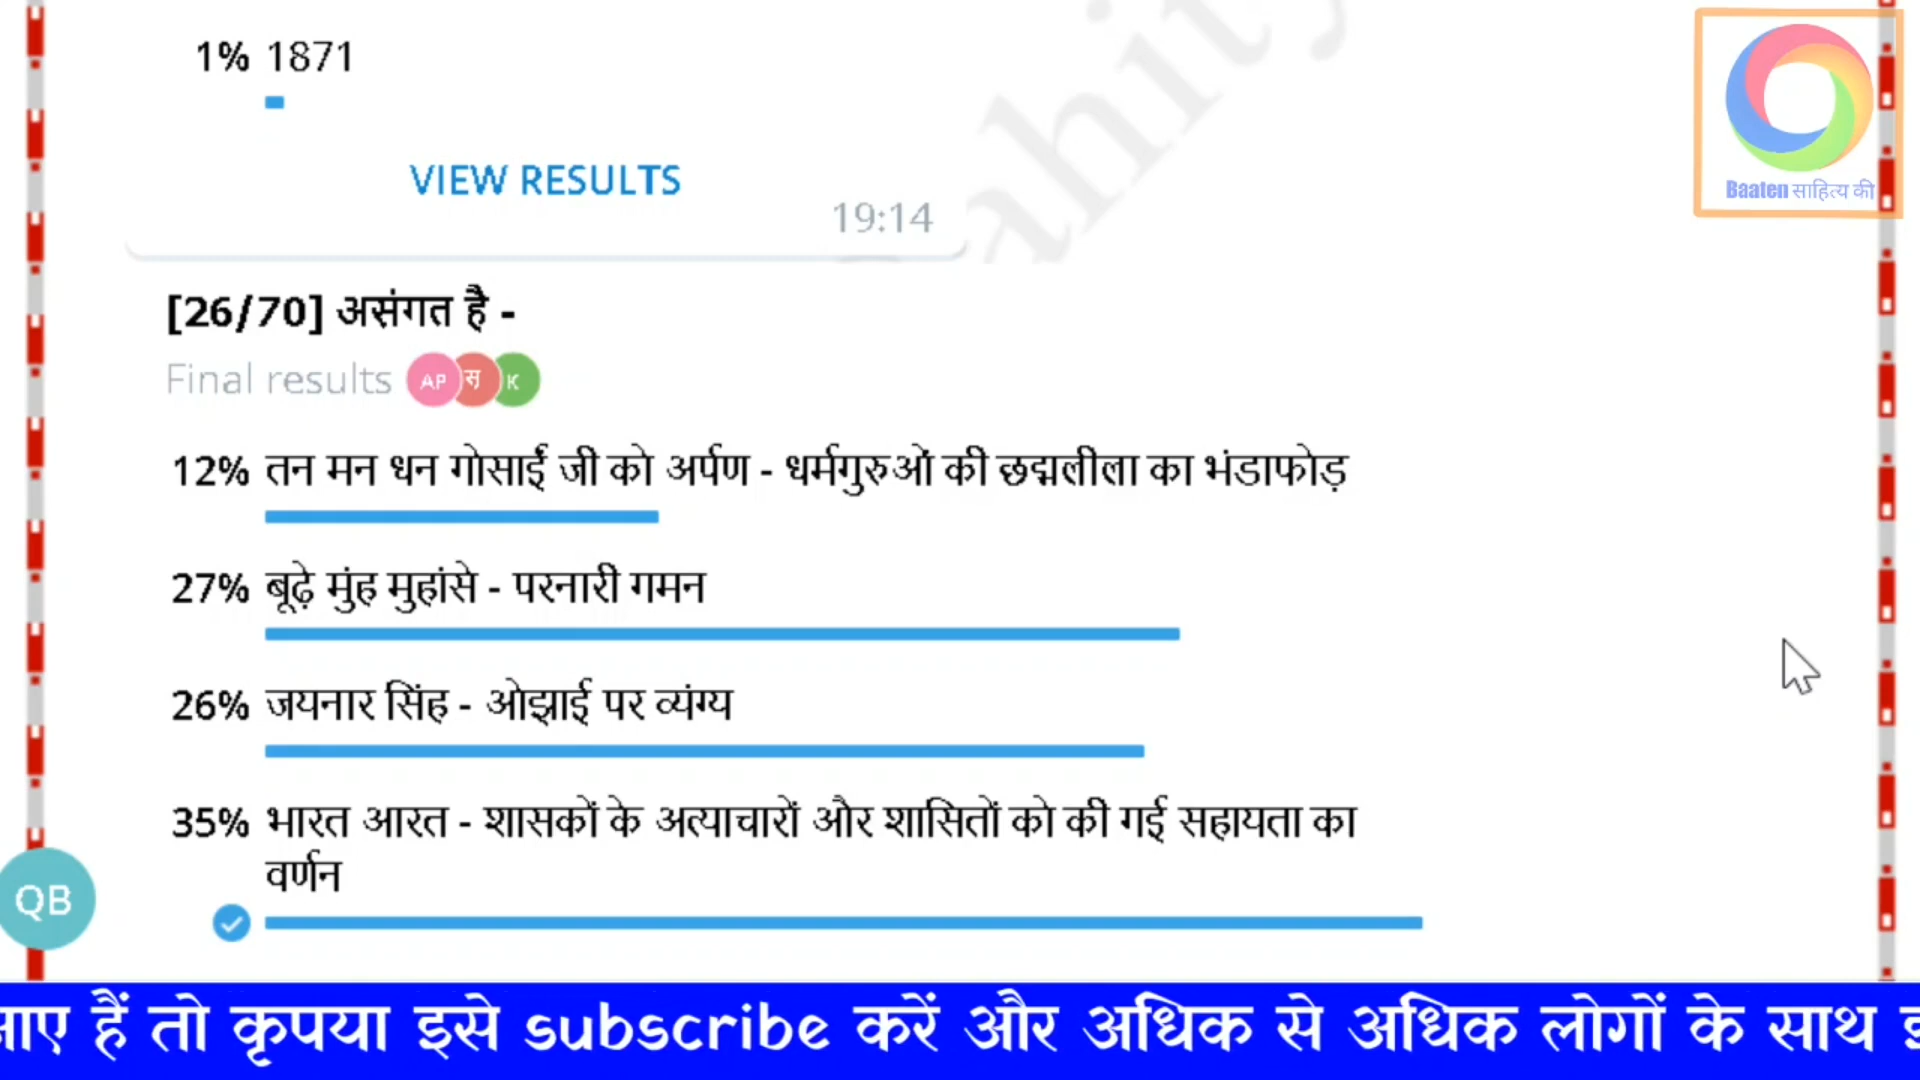 1% 1871
Baaten साहित्य की
VIEW RESULTS
19:14
[26/70] असंगत है -
Final results AP स K
12% तन मन धन गोसाईं जी को अर्पण - धर्मगुरुओं की छद्मलीला का भंडाफोड़
27% बूढ़े मुंह मुहांसे - परनारी गमन
26% जयनार सिंह - ओझाई पर व्यंग्य
35% भारत आरत - शासकों के अत्याचारों और शासितों को की गई सहायता का
वर्णन
QB
हैं तो कृपया इसे subscribe करें और अधिक से अधिक लोगों के साथ